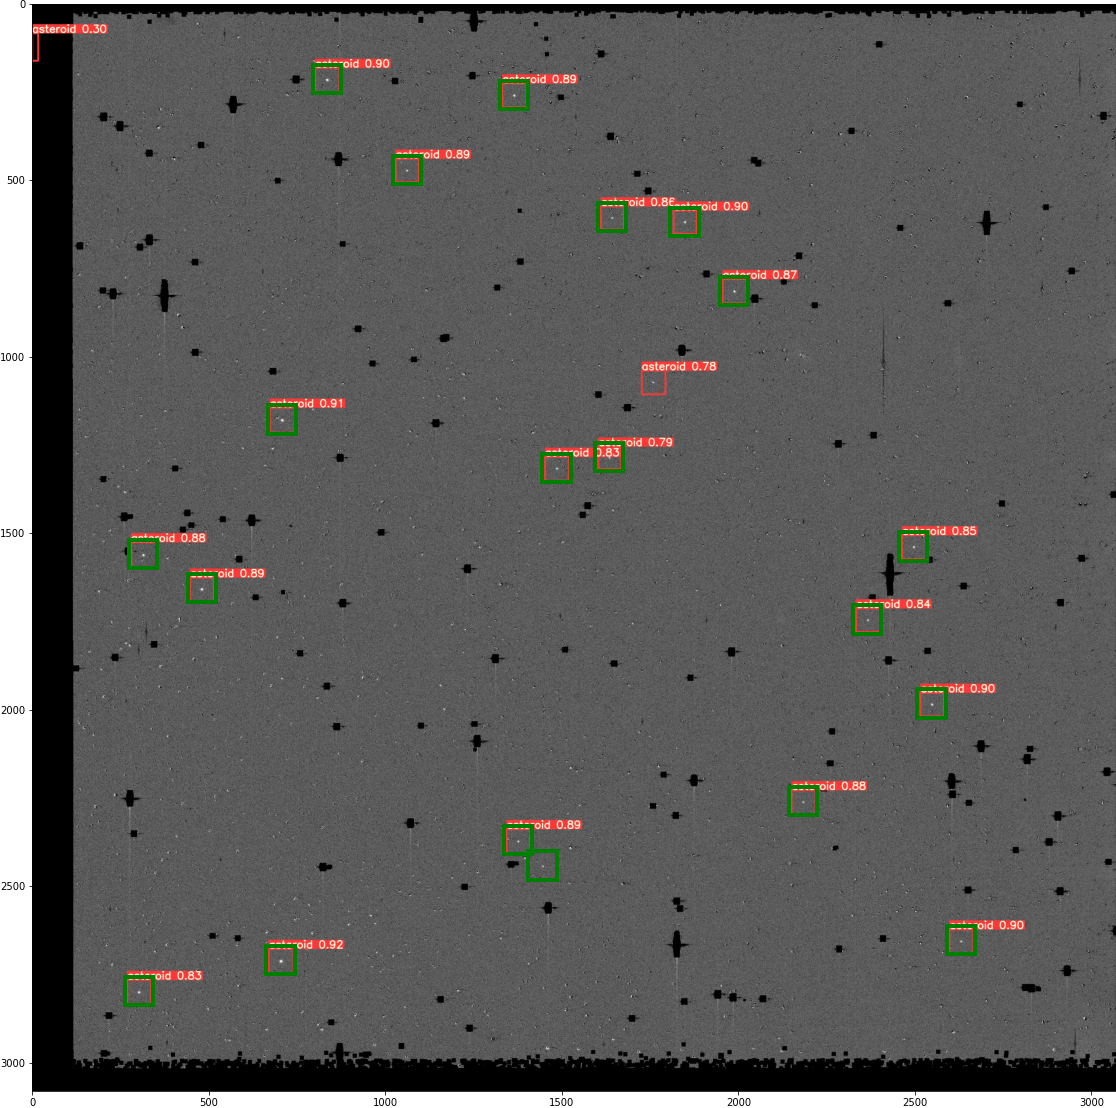 0
asteroid 0.30
asteroid 0.90
asteroid 0.89
asteroid 0.89
500
asteroid 0.86
asteroid 0.90
asteroid 0.87
1000
asteroid 0.78
asteroid 0.91
asteroid 0.79
asteroid 0.83
1500
asteroid 0.85
asteroid 0.88
asteroid 0.89
asteroid 0.84
asteroid 0.90
2000
asteroid 0.88
asteroid 0.89
2500
asteroid 0.90
asteroid 0.92
asteroid 0.83
3000
0 500 1000 1500 2000 2500 3000